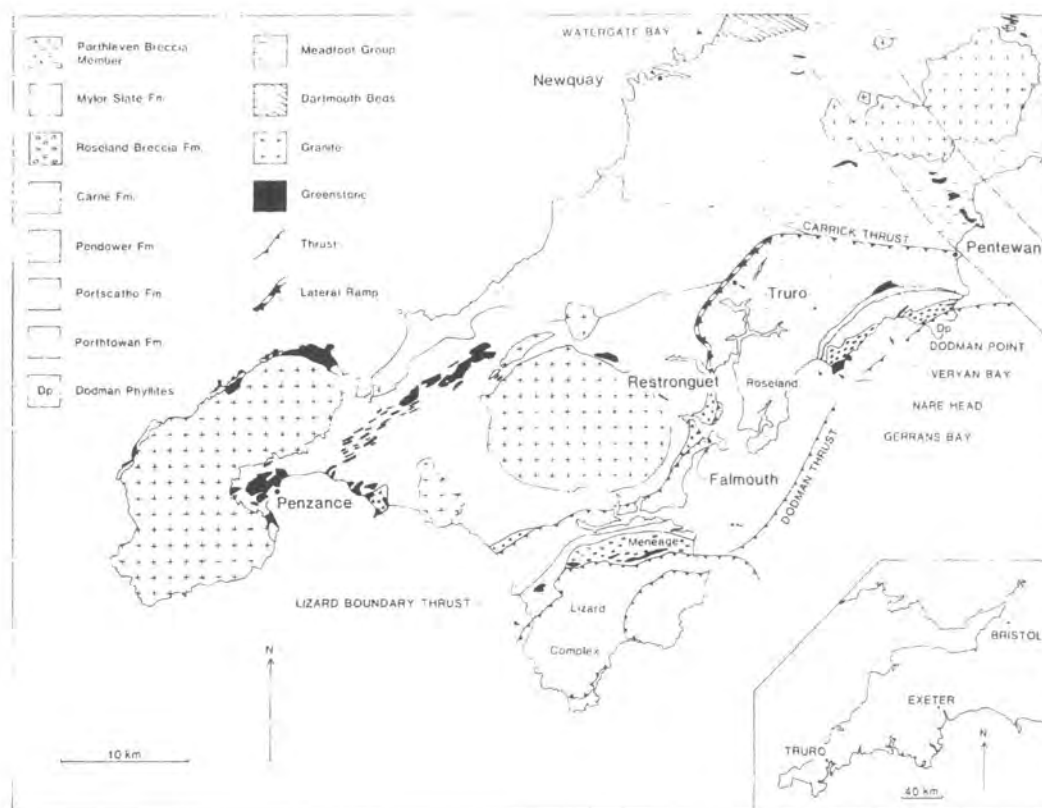 Porthleven Breccia
Member
Mylor Slate Fm.
Roseland Breccia Fm.
Carne Fm.
Pendower Fm.
Portscatho Fm.
Porthtowan Fm.
Dp
Dodman Phyllites
Meadfoot Group
Dartmouth Beds
Granite
Greenstone
Thrust
Lateral Ramp
WATERGATE BAY
Newquay
CARRICK THRUST
Pentewan
Truro
Dp
DODMAN POINT
VERYAN BAY
NARE HEAD
GERRANS BAY
Restronguet
Roseland
Falmouth
DODMAN THRUST
Penzance
Meneage
LIZARD BOUNDARY THRUST
Lizard
Complex
N
10 km
BRISTOL
EXETER
TRURO
N
40 km